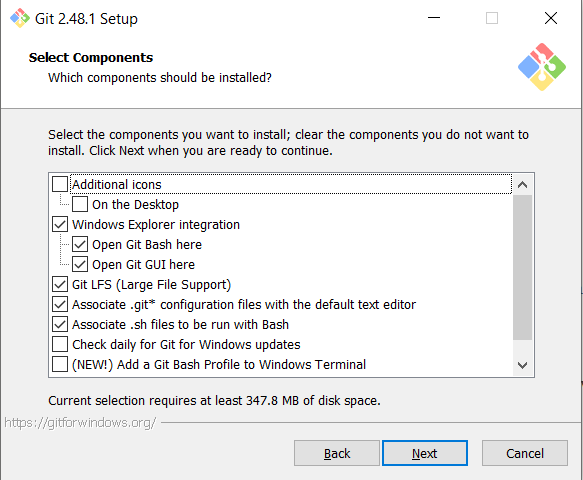 Git 2.48.1 Setup
Select Components
Which components should be installed?
Select the components you want to install; clear the components you do not want to
install. Click Next when you are ready to continue.
Additional icons
On the Desktop
Windows Explorer integration
Open Git Bash here
Open Git GUI here
Git LFS (Large File Support)
Associate .git* configuration files with the default text editor
Associate .sh files to be run with Bash
Check daily for Git for Windows updates
(NEW!) Add a Git Bash Profile to Windows Terminal
Current selection requires at least 347.8 MB of disk space.
https://gitforwindows.org/
Back
Next
Cancel